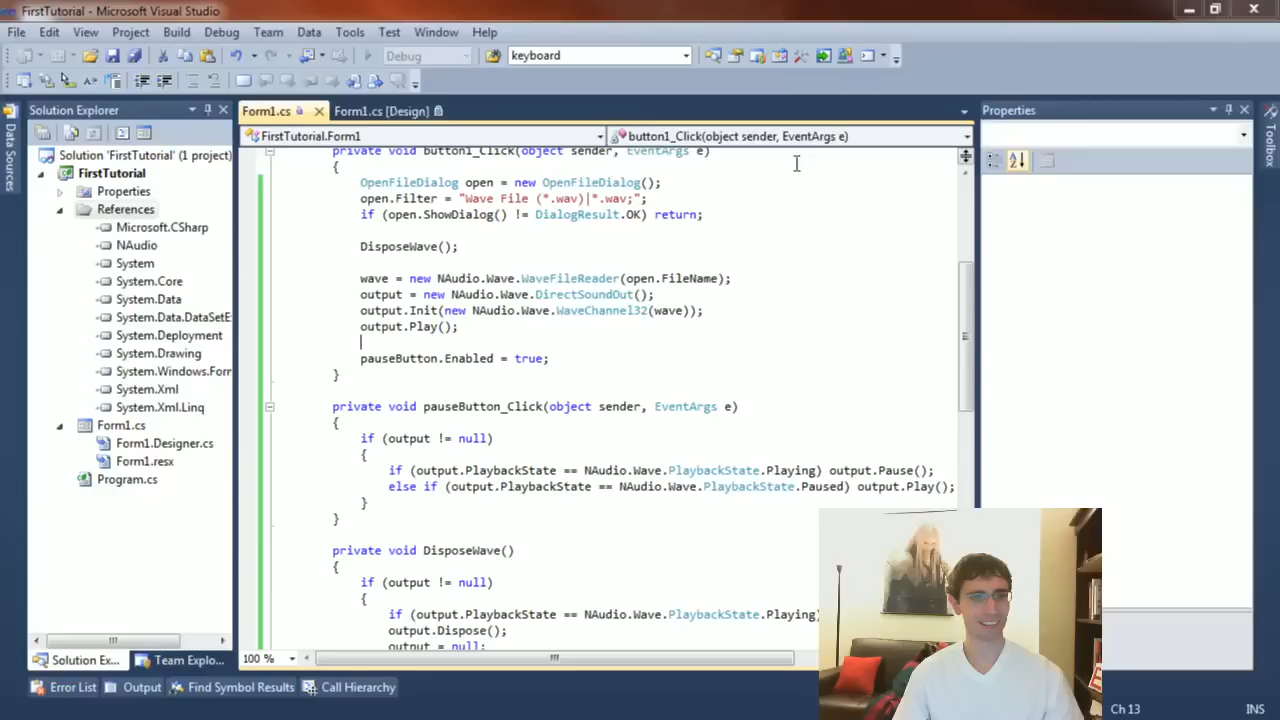 FirstTutorial - Microsoft Visual Studio
File Edit View Project Build Debug Team Data Tools Test Window Help
Debug keyboard
Solution Explorer
Form1.cs Form1.cs [Design]
Properties
Data Sources
Toolbox
FirstTutorial.Form1 button1_Click(object sender, EventArgs e)
Solution 'FirstTutorial' (1 project)
FirstTutorial
Properties
References
Microsoft.CSharp
NAudio
System
System.Core
System.Data
System.Data.DataSetE
System.Deployment
System.Drawing
System.Windows.Forr
System.Xml
System.Xml.Linq
Form1.cs
Form1.Designer.cs
Form1.resx
Program.cs
private void button1_Click(object sender, EventArgs e)
{
OpenFileDialog open = new OpenFileDialog();
open.Filter = "Wave File (*.wav)|*.wav;";
if (open.ShowDialog() != DialogResult.OK) return;
DisposeWave();
wave = new NAudio.Wave.WaveFileReader(open.FileName);
output = new NAudio.Wave.DirectSoundOut();
output.Init(new NAudio.Wave.WaveChannel32(wave));
output.Play();
pauseButton.Enabled = true;
}
private void pauseButton_Click(object sender, EventArgs e)
{
if (output != null)
{
if (output.PlaybackState == NAudio.Wave.PlaybackState.Playing) output.Pause();
else if (output.PlaybackState == NAudio.Wave.PlaybackState.Paused) output.Play();
}
}
private void DisposeWave()
{
if (output != null)
{
if (output.PlaybackState == NAudio.Wave.PlaybackState.Playing)
output.Dispose();
output = null;
100 %
Solution Ex... Team Explo...
Error List Output Find Symbol Results Call Hierarchy
Ch 13 INS